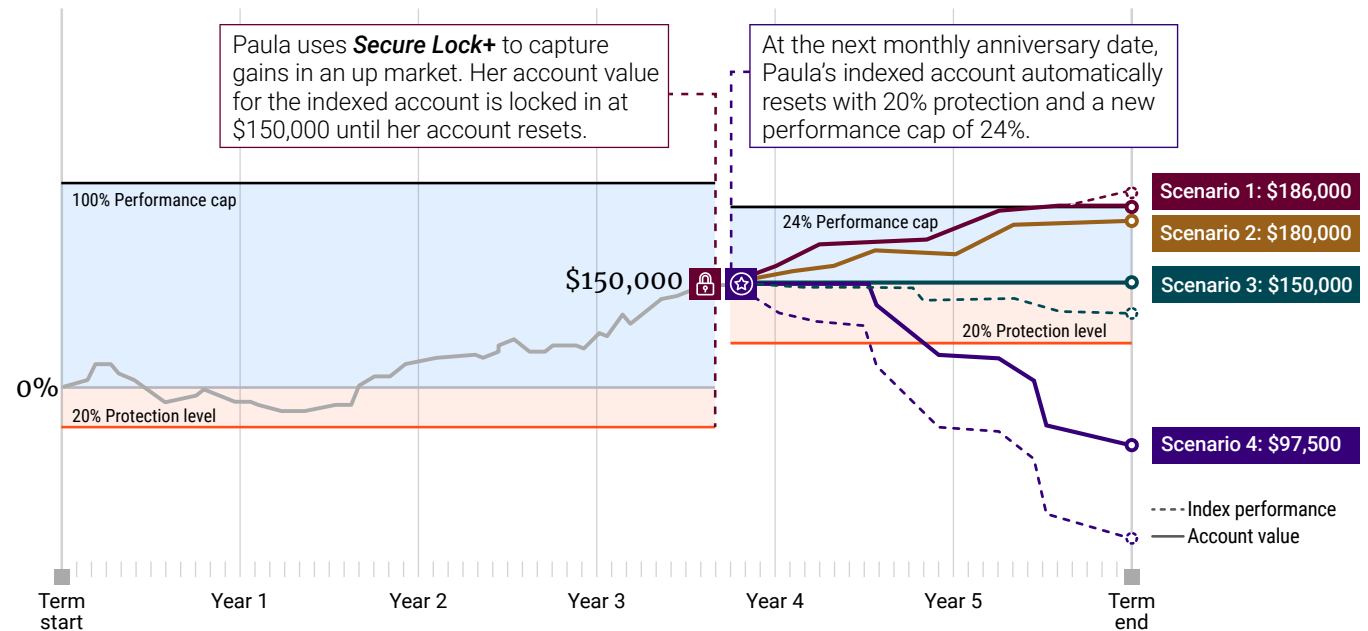 Paula uses Secure Lock+ to capture
gains in an up market. Her account value
for the indexed account is locked in at
$150,000 until her account resets.
At the next monthly anniversary date,
Paula’s indexed account automatically
resets with 20% protection and a new
performance cap of 24%.
100% Performance cap
24% Performance cap
Scenario 1: $186,000
Scenario 2: $180,000
$150,000
Scenario 3: $150,000
20% Protection level
0%
20% Protection level
Scenario 4: $97,500
Index performance
Account value
Term
start
Year 1
Year 2
Year 3
Year 4
Year 5
Term
end